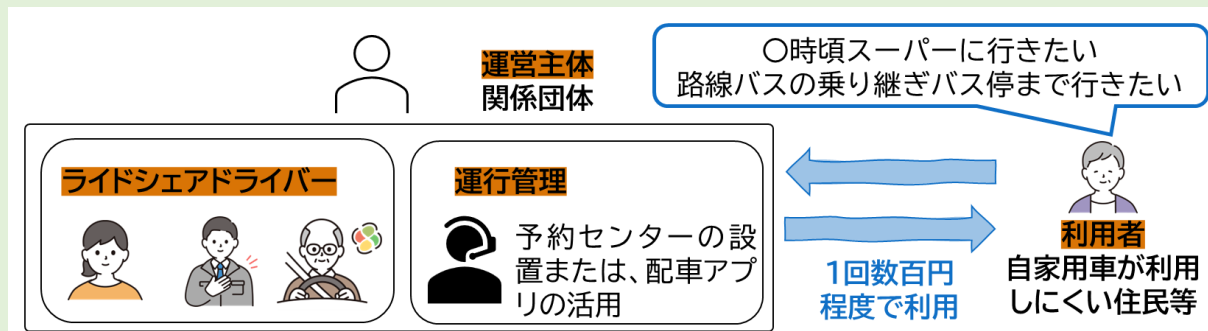 運営主体
関係団体
〇時頃スーパーに行きたい
路線バスの乗り継ぎバス停まで行きたい
ライドシェアドライバー
運行管理
予約センターの設
置または、配車アプ
リの活用
1回数百円
程度で利用
利用者
自家用車が利用
しにくい住民等